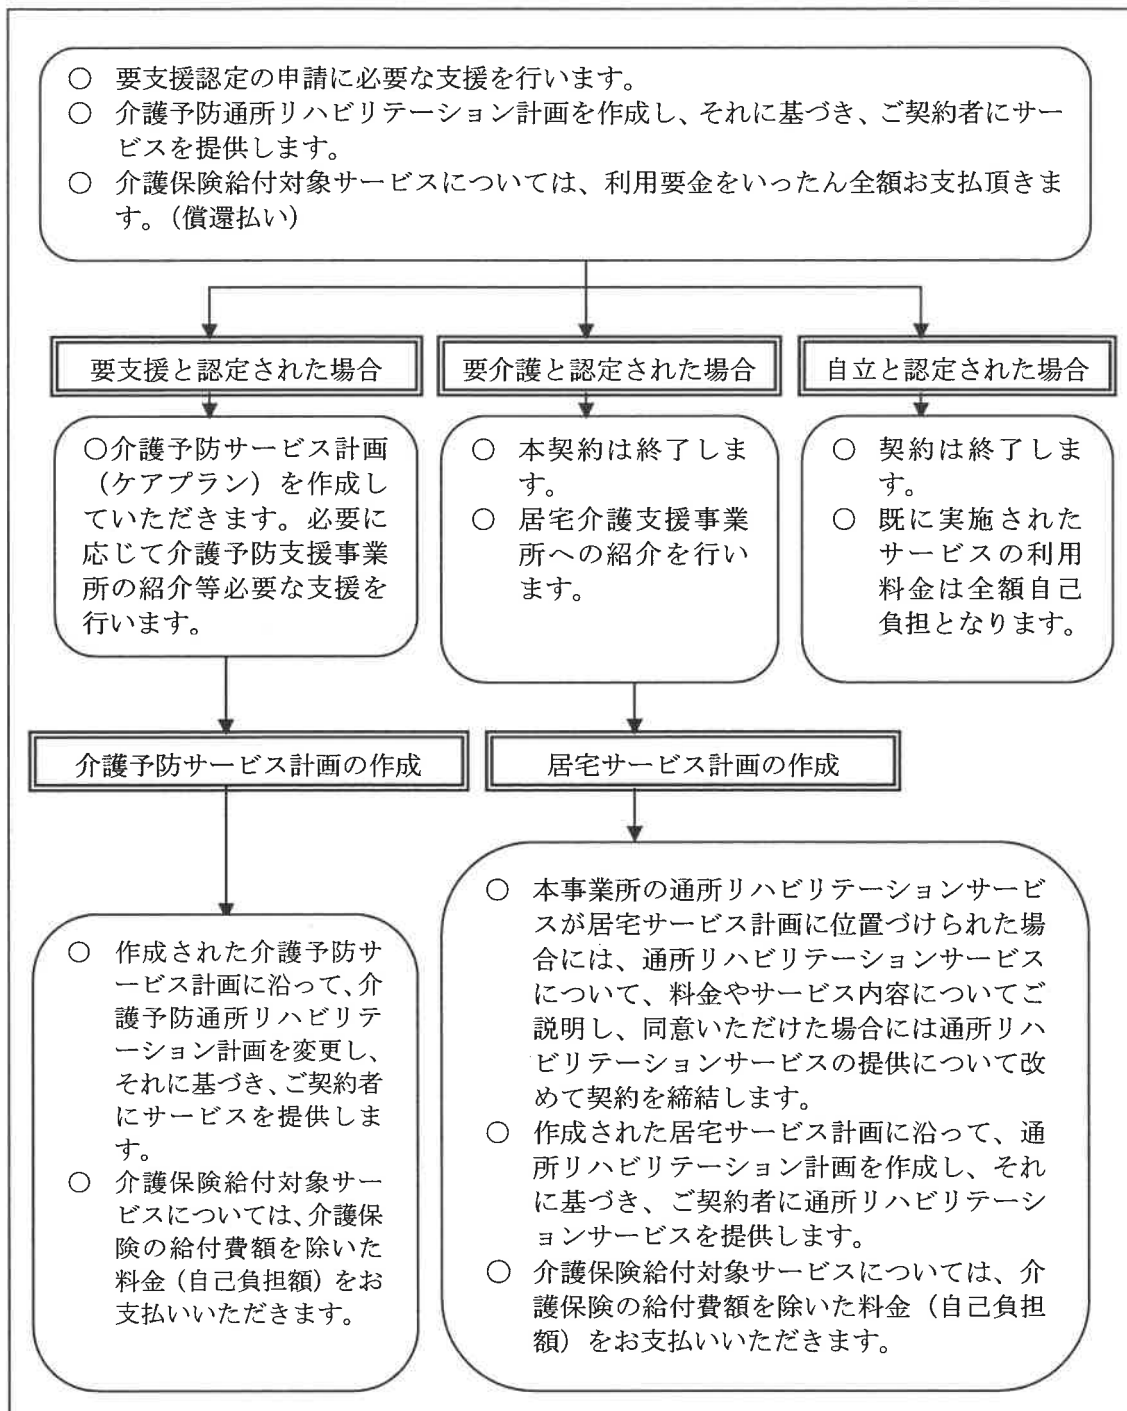 ○ 要支援認定の申請に必要な支援を行います。
○ 介護予防通所リハビリテーション計画を作成し、それに基づき、ご契約者にサー
ビスを提供します。
○ 介護保険給付対象サービスについては、利用要金をいったん全額お支払頂きま
す。（償還払い）
要支援と認定された場合
要介護と認定された場合
自立と認定された場合
○介護予防サービス計画
（ケアプラン）を作成し
ていただきます。必要に
応じて介護予防支援事業
所の紹介等必要な支援を
行います。
○ 本契約は終了しま
す。
○ 居宅介護支援事業
所への紹介を行い
ます。
○ 契約は終了しま
す。
○ 既に実施された
サービスの利用
料金は全額自己
負担となります。
介護予防サービス計画の作成
居宅サービス計画の作成
○ 作成された介護予防サ
ービス計画に沿って、介
護予防通所リハビリテ
ーション計画を変更し、
それに基づき、ご契約者
にサービスを提供しま
す。
○ 介護保険給付対象サー
ビスについては、介護保
険の給付費額を除いた
料金（自己負担額）をお
支払いいただきます。
○ 本事業所の通所リハビリテーションサービ
スが居宅サービス計画に位置づけられた場
合には、通所リハビリテーションサービス
について、料金やサービス内容についてご
説明し、同意いただけた場合には通所リハ
ビリテーションサービスの提供について改
めて契約を締結します。
○ 作成された居宅サービス計画に沿って、通
所リハビリテーション計画を作成し、それ
に基づき、ご契約者に通所リハビリテーシ
ョンサービスを提供します。
○ 介護保険給付対象サービスについては、介
護保険の給付費額を除いた料金（自己負担
額）をお支払いいただきます。